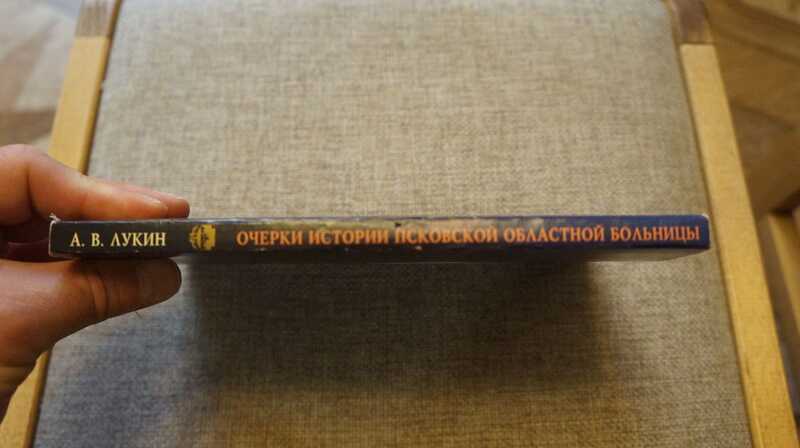 А. В. ЛУКИН ОЧЕРКИ ИСТОРИИ ПСКОВСКОЙ ОБЛАСТНОЙ БОЛЬНИЦЫ